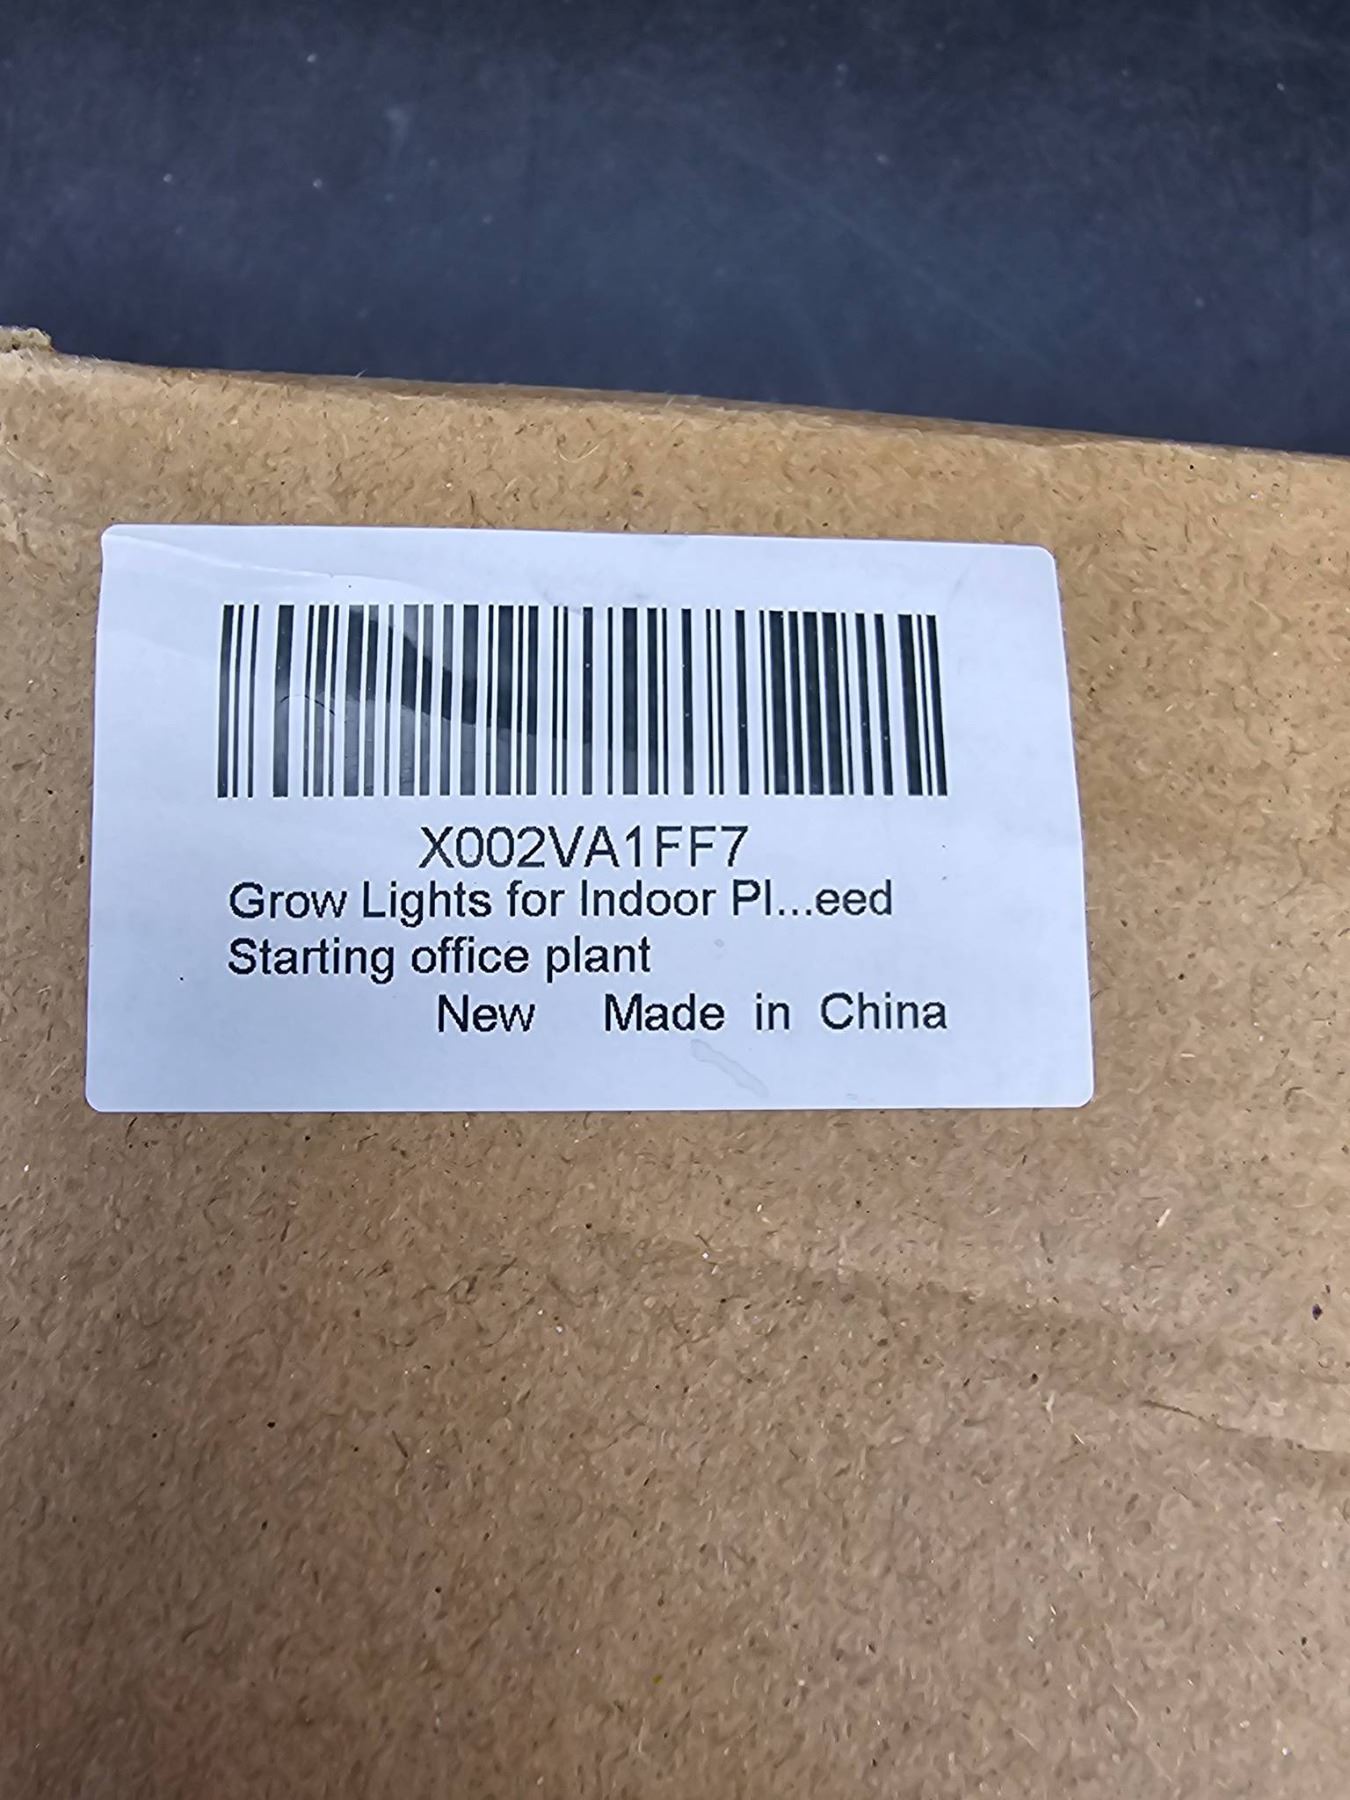 X002VA1FF7
Grow Lights for Indoor Pl...eed
Starting office plant
New Made in China